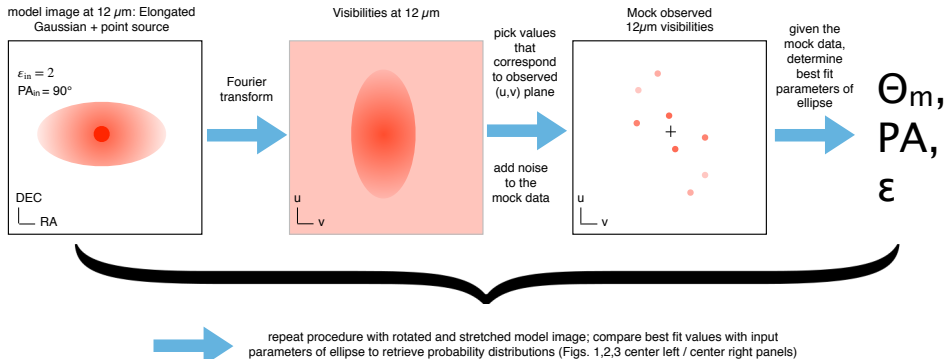 model image at 12 μm: Elongated
Gaussian + point source
ε_in = 2
PA_in = 90°
DEC
RA
Fourier
transform
Visibilities at 12 μm
u
v
pick values
that
correspond
to observed
(u,v) plane
add noise
to the
mock data
Mock observed
12μm visibilities
u
v
given the
mock data,
determine
best fit
parameters of
ellipse
Θm,
PA,
ε
repeat procedure with rotated and stretched model image; compare best fit values with input
parameters of ellipse to retrieve probability distributions (Figs. 1,2,3 center left / center right panels)